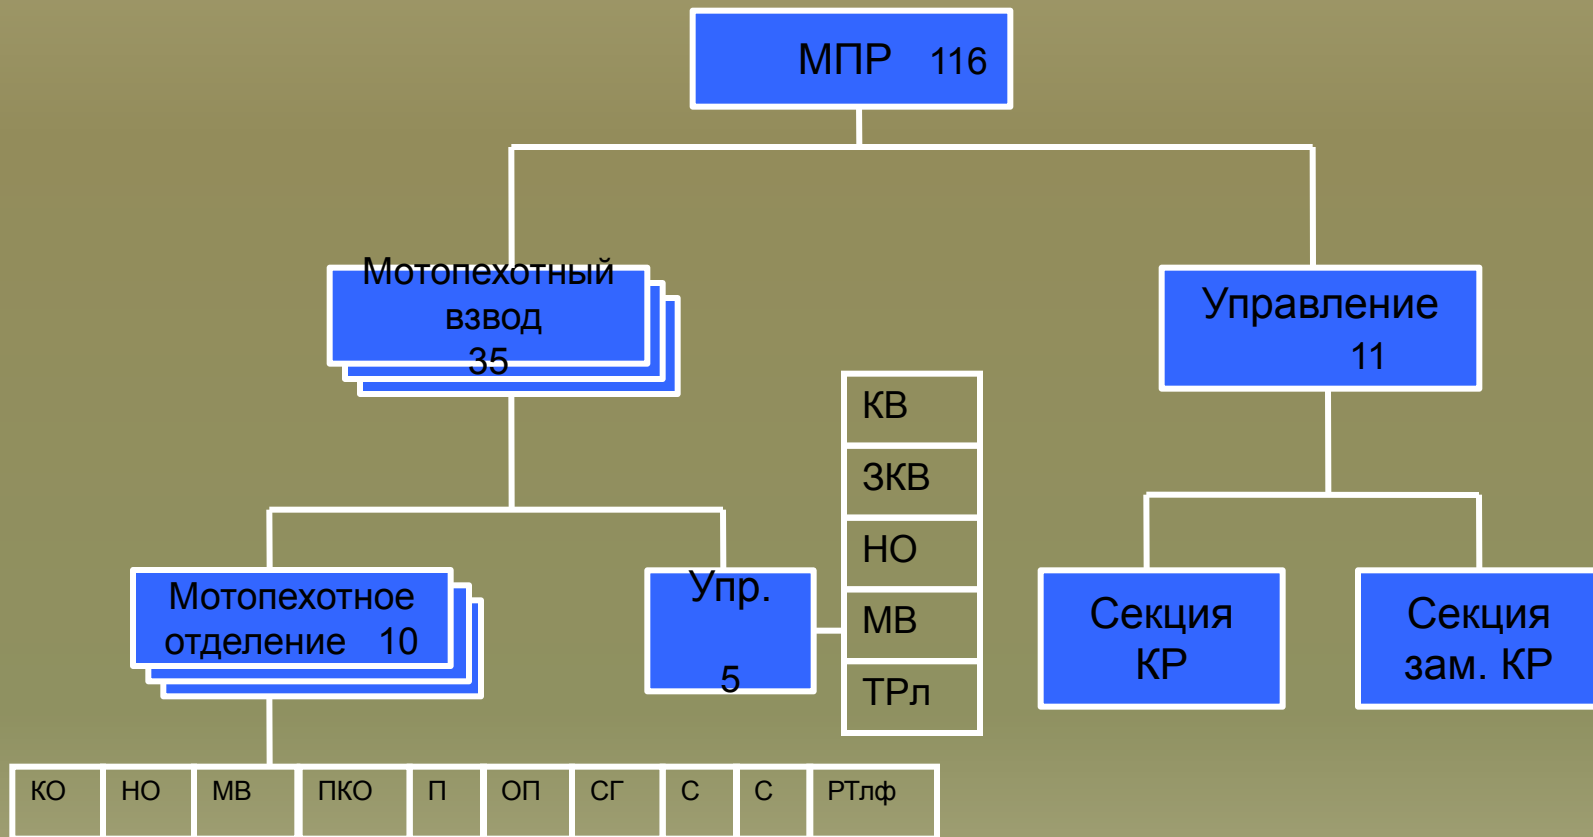 МПР 116
Мотопехотный
взвод
35
Управление
11
КВ
ЗКВ
НО
МВ
ТРл
Мотопехотное
отделение 10
Упр.
5
Секция
КР
Секция
зам. КР
КО НО МВ ПКО П ОП СГ С С РТлф